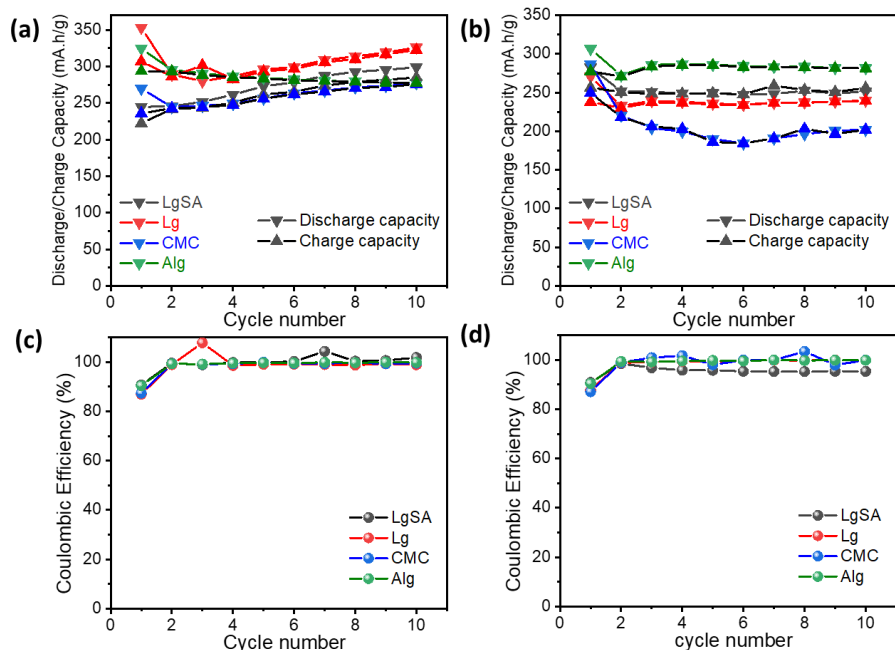 (a)
Discharge/Charge Capacity (mA.h/g)
350
300
250
200
150
100
50
0
LgSA
Lg
CMC
Alg
Discharge capacity
Charge capacity
0 2 4 6 8 10
Cycle number
(b)
Discharge/Charge Capacity (mA.h/g)
350
300
250
200
150
100
50
0
LgSA
Lg
CMC
Alg
Discharge capacity
Charge capacity
0 2 4 6 8 10
Cycle number
(c)
Coulombic Efficiency (%)
100
80
60
40
20
0
LgSA
Lg
CMC
Alg
0 2 4 6 8 10
Cycle number
(d)
Coulombic Efficiency (%)
100
80
60
40
20
0
LgSA
Lg
CMC
Alg
0 2 4 6 8 10
cycle number